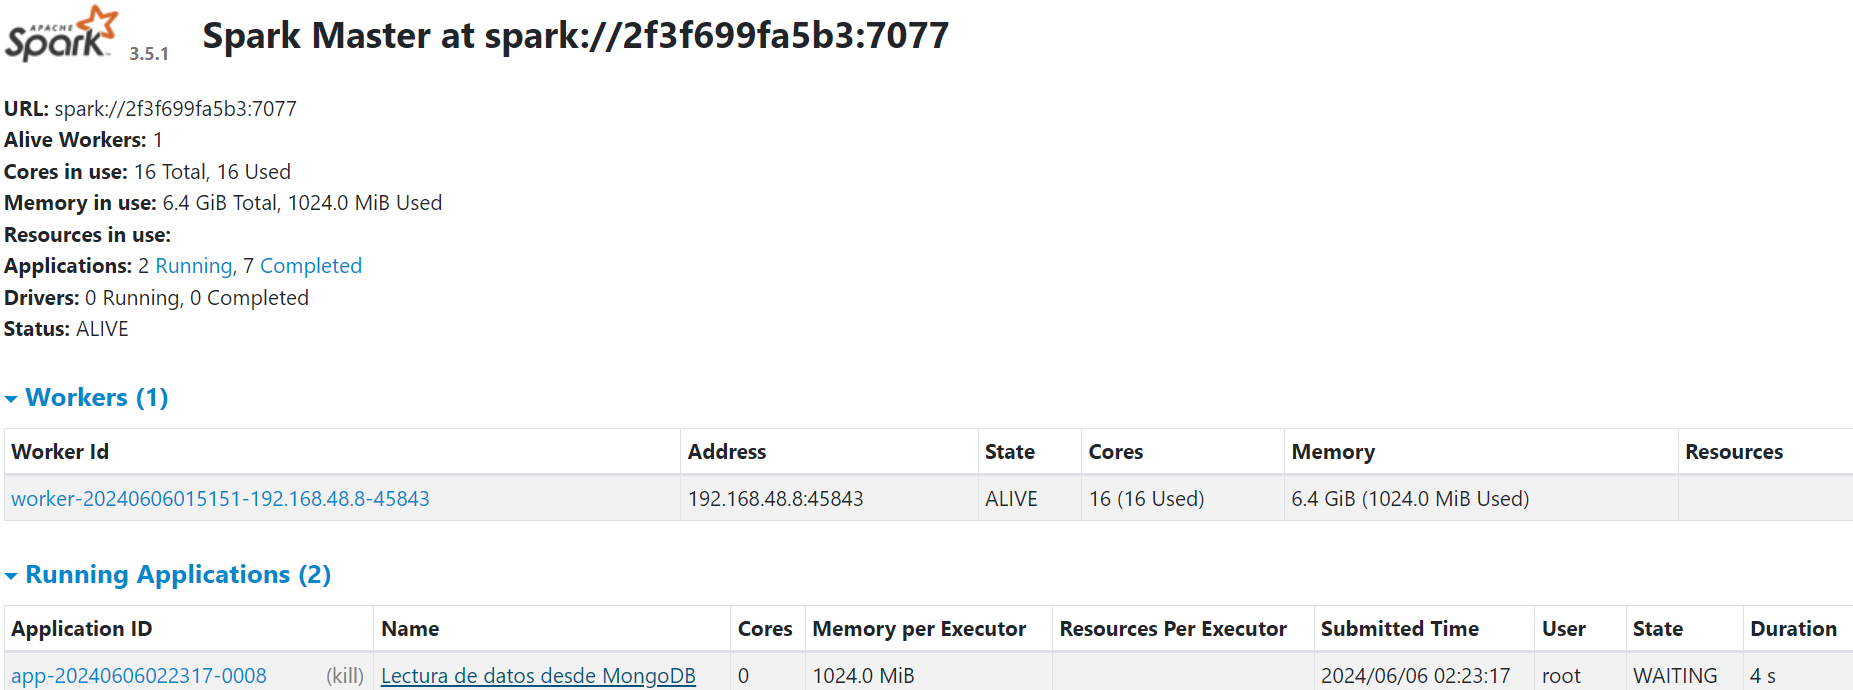 APACHE
Spark 3.5.1 Spark Master at spark://2f3f699fa5b3:7077
URL: spark://2f3f699fa5b3:7077
Alive Workers: 1
Cores in use: 16 Total, 16 Used
Memory in use: 6.4 GiB Total, 1024.0 MiB Used
Resources in use:
Applications: 2 Running, 7 Completed
Drivers: 0 Running, 0 Completed
Status: ALIVE
Workers (1)
Worker Id Address State Cores Memory Resources
worker-20240606015151-192.168.48.8-45843 192.168.48.8:45843 ALIVE 16 (16 Used) 6.4 GiB (1024.0 MiB Used)
Running Applications (2)
Application ID Name Cores Memory per Executor Resources Per Executor Submitted Time User State Duration
app-20240606022317-0008 (kill) Lectura de datos desde MongoDB 0 1024.0 MiB 2024/06/06 02:23:17 root WAITING 4 s